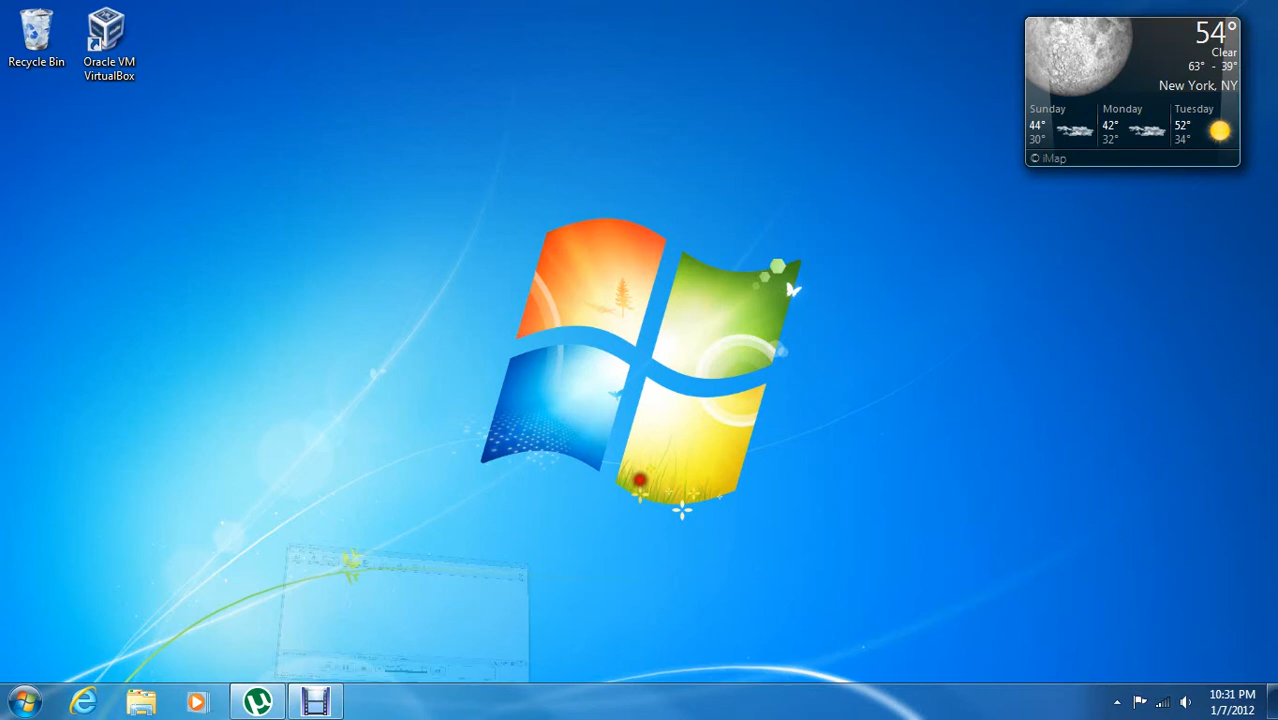 Recycle Bin
Oracle VM
VirtualBox
54°
Clear
63° - 39°
New York, NY
Sunday
44°
30°
Monday
42°
32°
Tuesday
52°
34°
© iMap
10:31 PM
1/7/2012